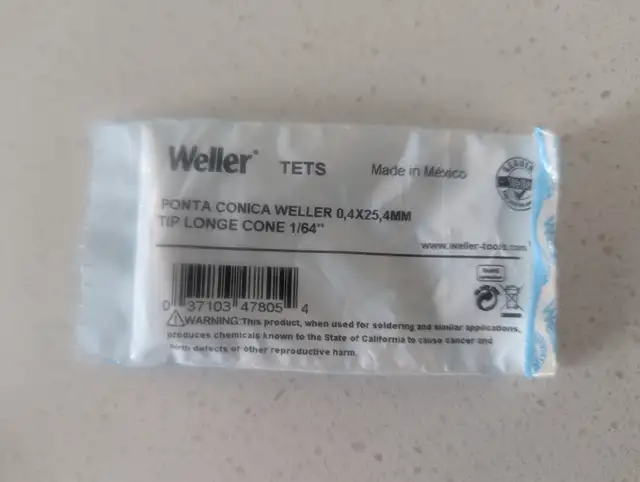 Weller® TETS Made in México
PONTA CONICA WELLER 0,4X25,4MM
TIP LONGE CONE 1/64"
www.weller-tools.com
RoHS
0 37103 47805 4
WARNING:This product, when used for soldering and similar applications,
produces chemicals known to the State of California to cause cancer and
birth defects of other reproductive harm.